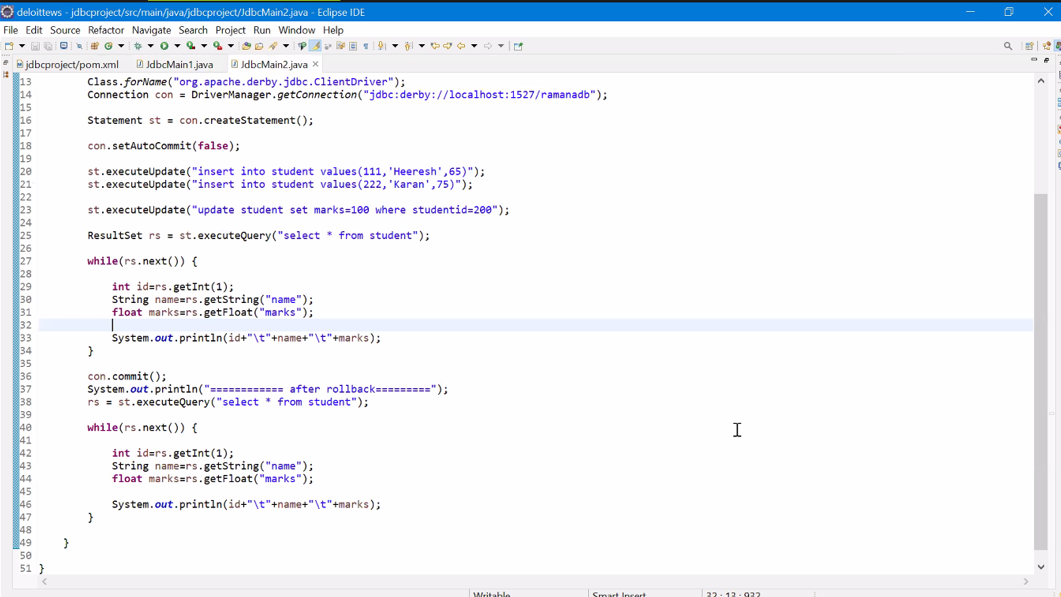 deloittews - jdbcproject/src/main/java/jdbcproject/JdbcMain2.java - Eclipse IDE
File Edit Source Refactor Navigate Search Project Run Window Help
jdbcproject/pom.xml JdbcMain1.java JdbcMain2.java
13 Class.forName("org.apache.derby.jdbc.ClientDriver");
14 Connection con = DriverManager.getConnection("jdbc:derby://localhost:1527/ramanadb");
15
16 Statement st = con.createStatement();
17
18 con.setAutoCommit(false);
19
20 st.executeUpdate("insert into student values(111,'Heeresh',65)");
21 st.executeUpdate("insert into student values(222,'Karan',75)");
22
23 st.executeUpdate("update student set marks=100 where studentid=200");
24
25 ResultSet rs = st.executeQuery("select * from student");
26
27 while(rs.next()) {
28
29 int id=rs.getInt(1);
30 String name=rs.getString("name");
31 float marks=rs.getFloat("marks");
32
33 System.out.println(id+"\t"+name+"\t"+marks);
34 }
35
36 con.commit();
37 System.out.println("============ after rollback=========");
38 rs = st.executeQuery("select * from student");
39
40 while(rs.next()) {
41
42 int id=rs.getInt(1);
43 String name=rs.getString("name");
44 float marks=rs.getFloat("marks");
45
46 System.out.println(id+"\t"+name+"\t"+marks);
47 }
48
49 }
50
51 }
Writable Smart Insert 32 : 13 : 932